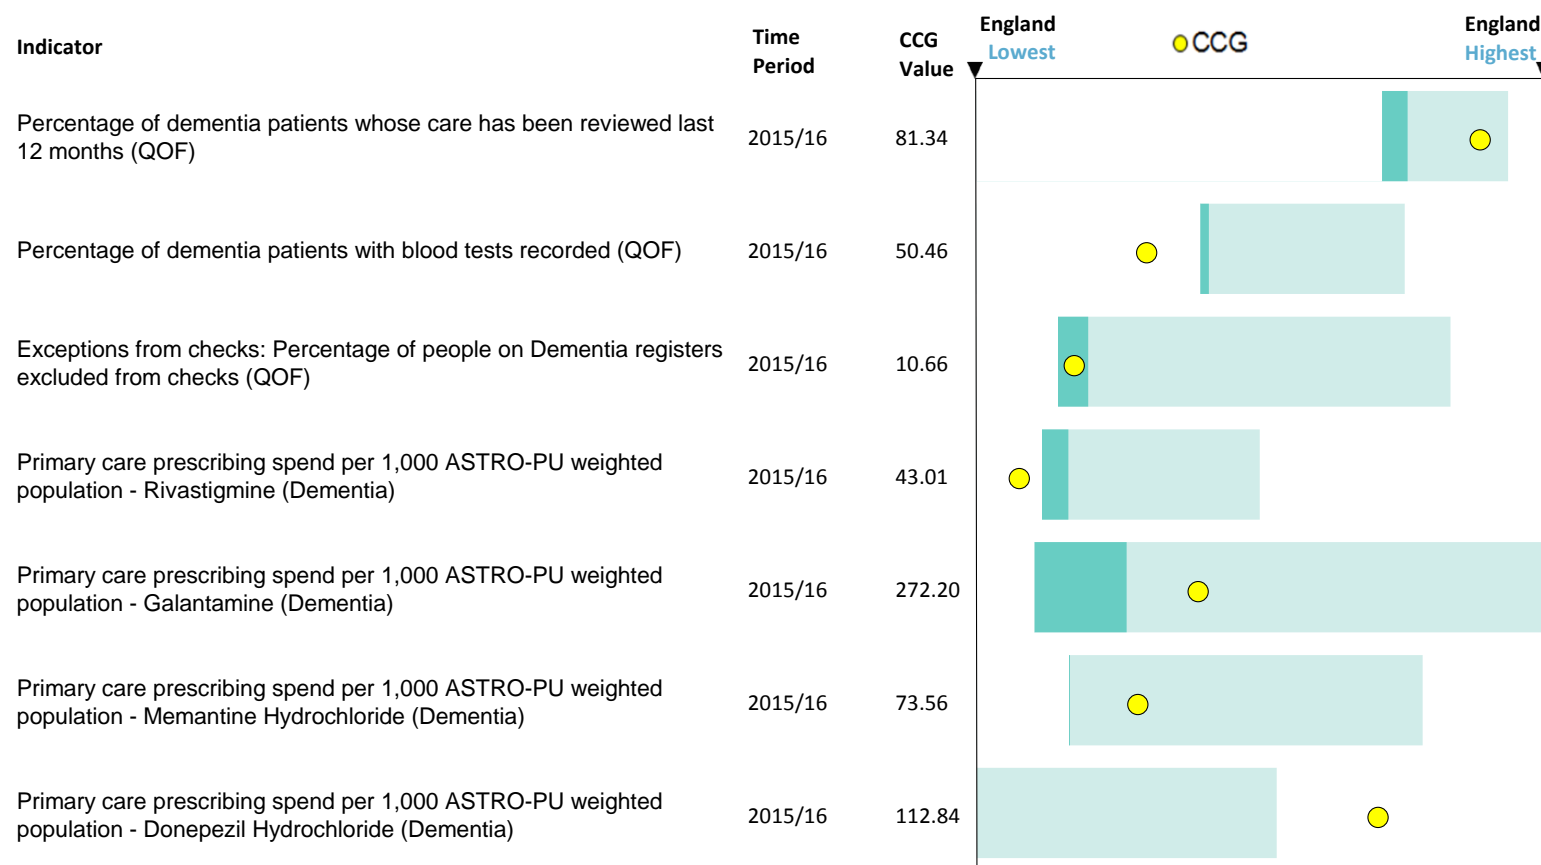 Indicator
Time
Period
CCG
Value
England
Lowest
CCG
England
Highest
Percentage of dementia patients whose care has been reviewed last
12 months (QOF)
2015/16
81.34
Percentage of dementia patients with blood tests recorded (QOF)
2015/16
50.46
Exceptions from checks: Percentage of people on Dementia registers
excluded from checks (QOF)
2015/16
10.66
Primary care prescribing spend per 1,000 ASTRO-PU weighted
population - Rivastigmine (Dementia)
2015/16
43.01
Primary care prescribing spend per 1,000 ASTRO-PU weighted
population - Galantamine (Dementia)
2015/16
272.20
Primary care prescribing spend per 1,000 ASTRO-PU weighted
population - Memantine Hydrochloride (Dementia)
2015/16
73.56
Primary care prescribing spend per 1,000 ASTRO-PU weighted
population - Donepezil Hydrochloride (Dementia)
2015/16
112.84